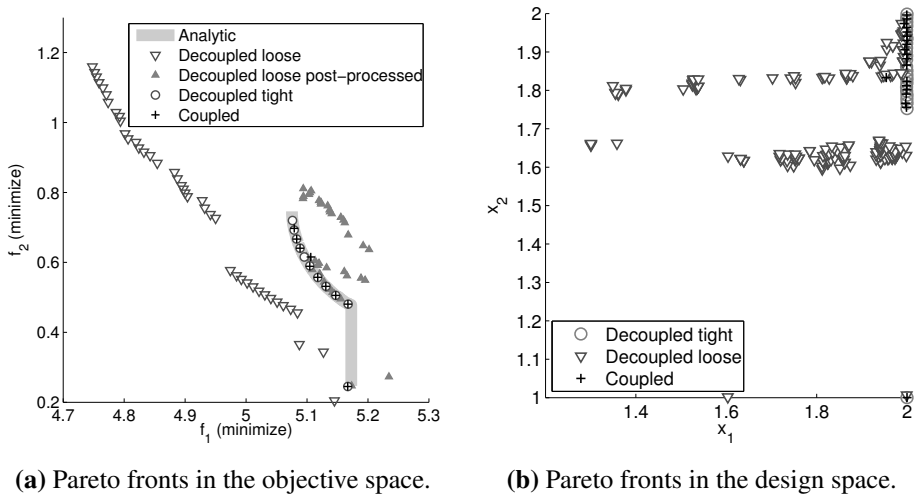 1.2
1
0.8
0.6
0.4
0.2
f_2 (minimize)
4.7 4.8 4.9 5 5.1 5.2 5.3
f_1 (minimize)
Analytic
Decoupled loose
Decoupled loose post−processed
Decoupled tight
Coupled
(a) Pareto fronts in the objective space.
2
1.9
1.8
1.7
1.6
1.5
1.4
1.3
1.2
1.1
1
x_2
1.4 1.6 1.8 2
x_1
Decoupled tight
Decoupled loose
Coupled
(b) Pareto fronts in the design space.